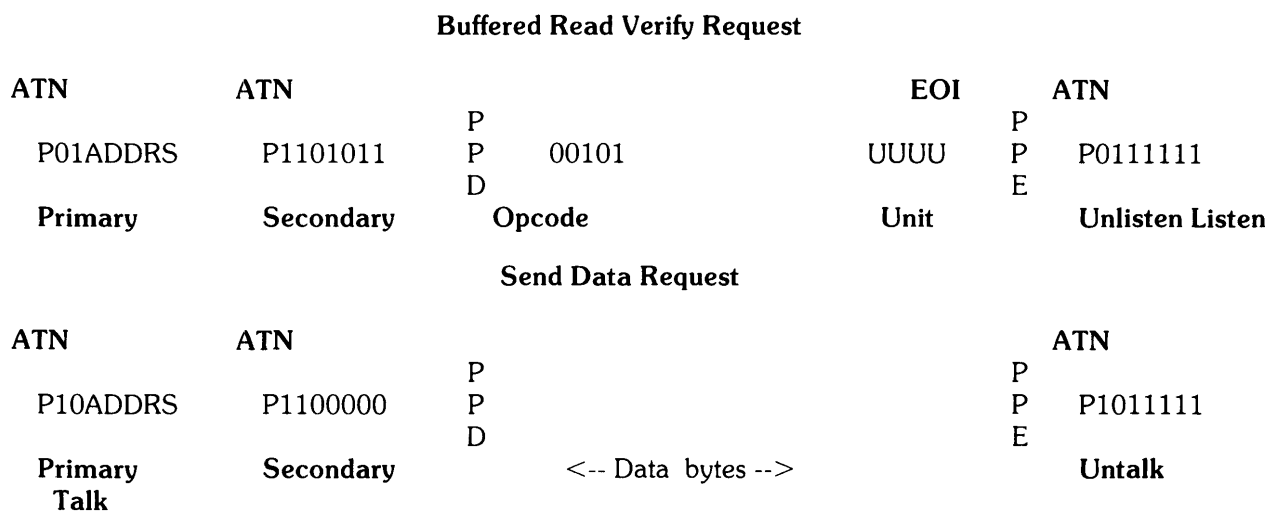 Buffered Read Verify Request
ATN ATN EOI ATN
P P
P01ADDRS P1101011 P 00101 UUUU P P0111111
D E
Primary Secondary Opcode Unit Unlisten Listen
Send Data Request
ATN ATN ATN
P P
P10ADDRS P1100000 P P P1011111
D E
Primary Secondary <-- Data bytes --> Untalk
Talk